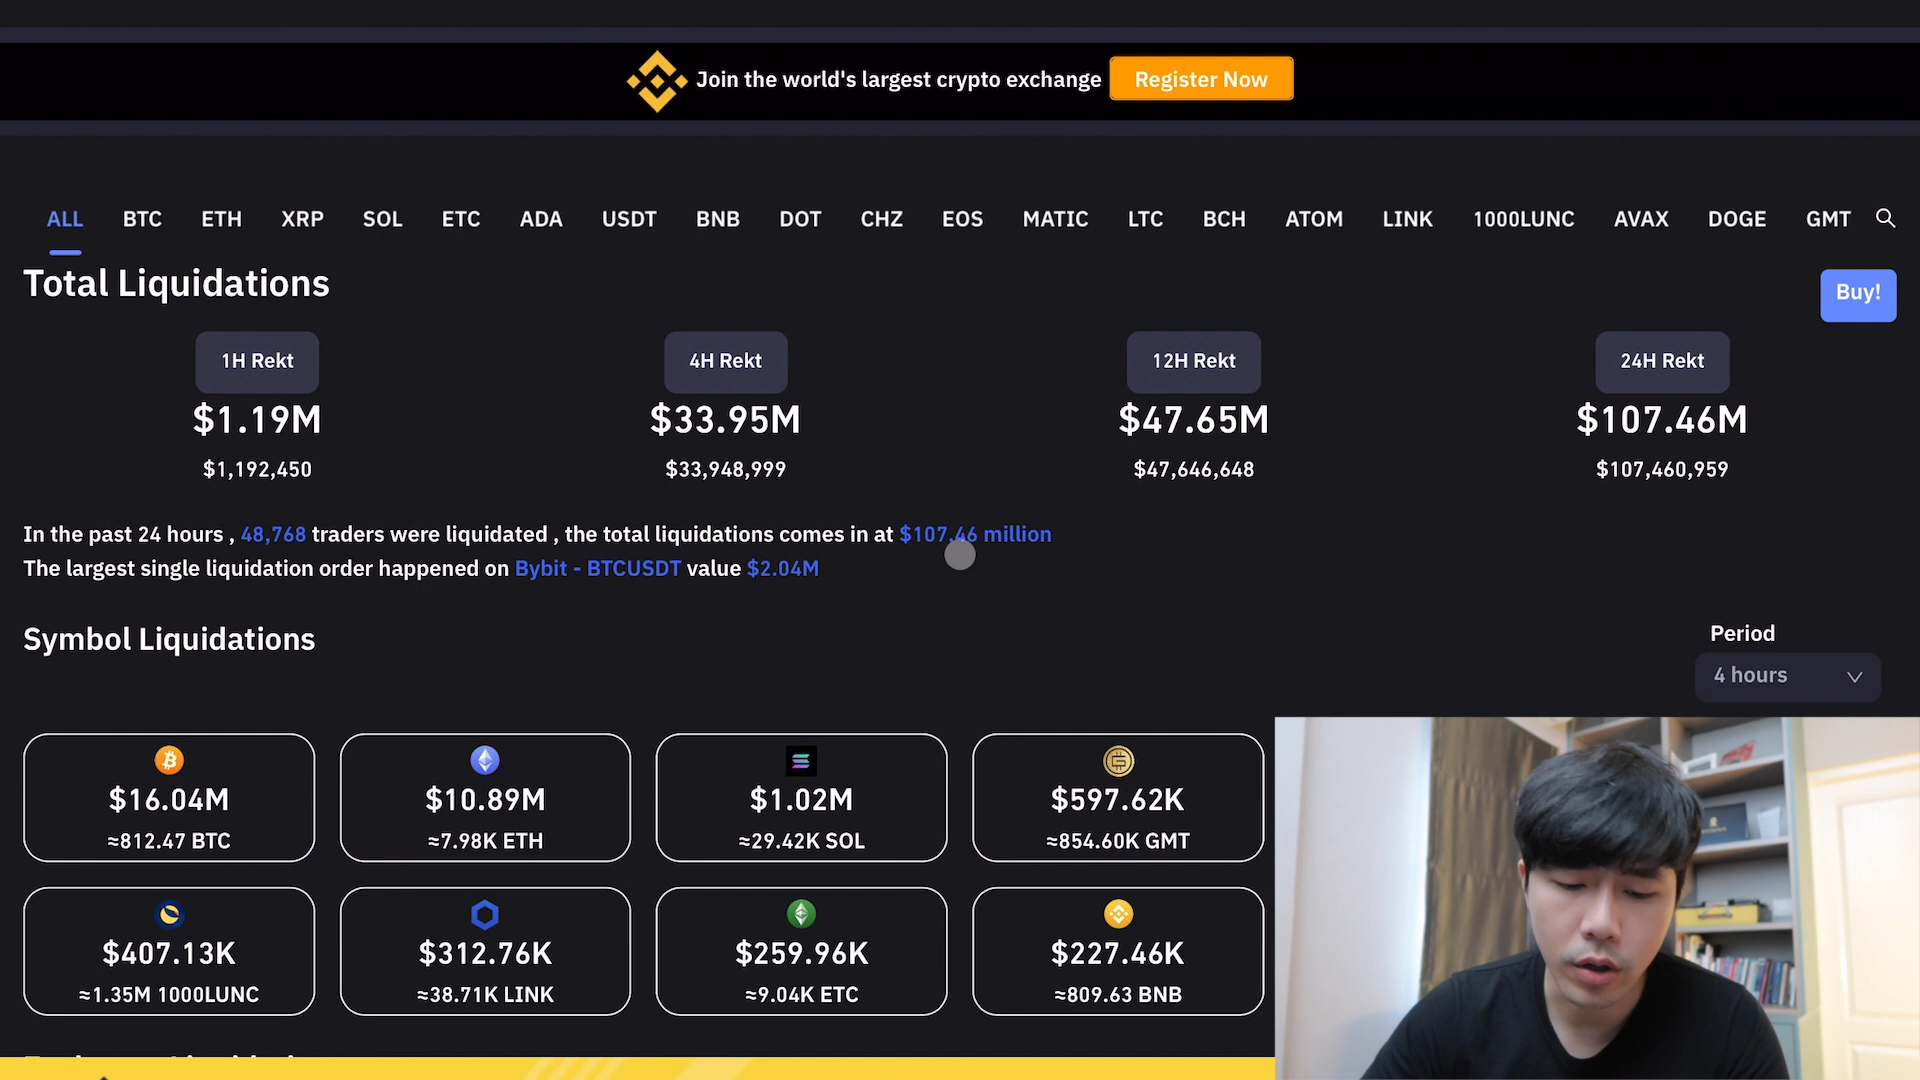 Join the world's largest crypto exchange Register Now
ALL BTC ETH XRP SOL ETC ADA USDT BNB DOT CHZ EOS MATIC LTC BCH ATOM LINK 1000LUNC AVAX DOGE GMT
Total Liquidations
Buy!
1H Rekt 4H Rekt 12H Rekt 24H Rekt
$1.19M $33.95M $47.65M $107.46M
$1,192,450 $33,948,999 $47,646,648 $107,460,959
In the past 24 hours , 48,768 traders were liquidated , the total liquidations comes in at $107.46 million
The largest single liquidation order happened on Bybit - BTCUSDT value $2.04M
Symbol Liquidations
Period
4 hours
$16.04M $10.89M $1.02M $597.62K
≈812.47 BTC ≈7.98K ETH ≈29.42K SOL ≈854.60K GMT
$407.13K $312.76K $259.96K $227.46K
≈1.35M 1000LUNC ≈38.71K LINK ≈9.04K ETC ≈809.63 BNB